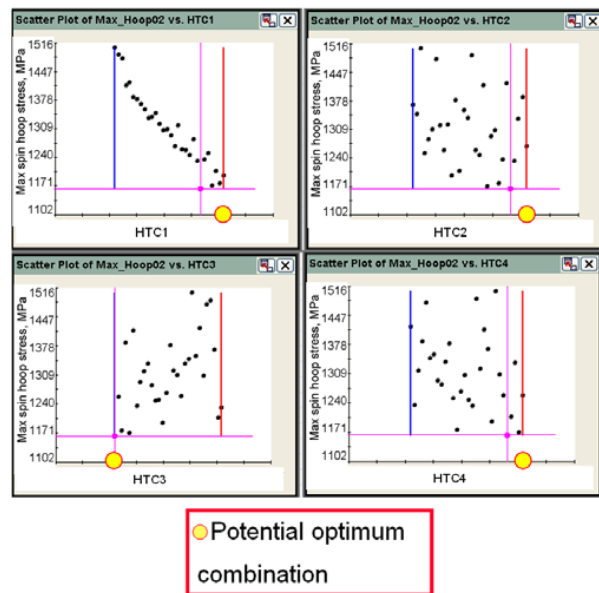 Scatter Plot of Max_Hoop02 vs. HTC1
Max spin hoop stress, MPa
1516
1447
1378
1309
1240
1171
1102
HTC1
Scatter Plot of Max_Hoop02 vs. HTC2
Max spin hoop stress, MPa
1516
1447
1378
1309
1240
1171
1102
HTC2
Scatter Plot of Max_Hoop02 vs. HTC3
Max spin hoop stress, MPa
1516
1447
1378
1309
1240
1171
1102
HTC3
Scatter Plot of Max_Hoop02 vs. HTC4
Max spin hoop stress, MPa
1516
1447
1378
1309
1240
1171
1102
HTC4
Potential optimum
combination